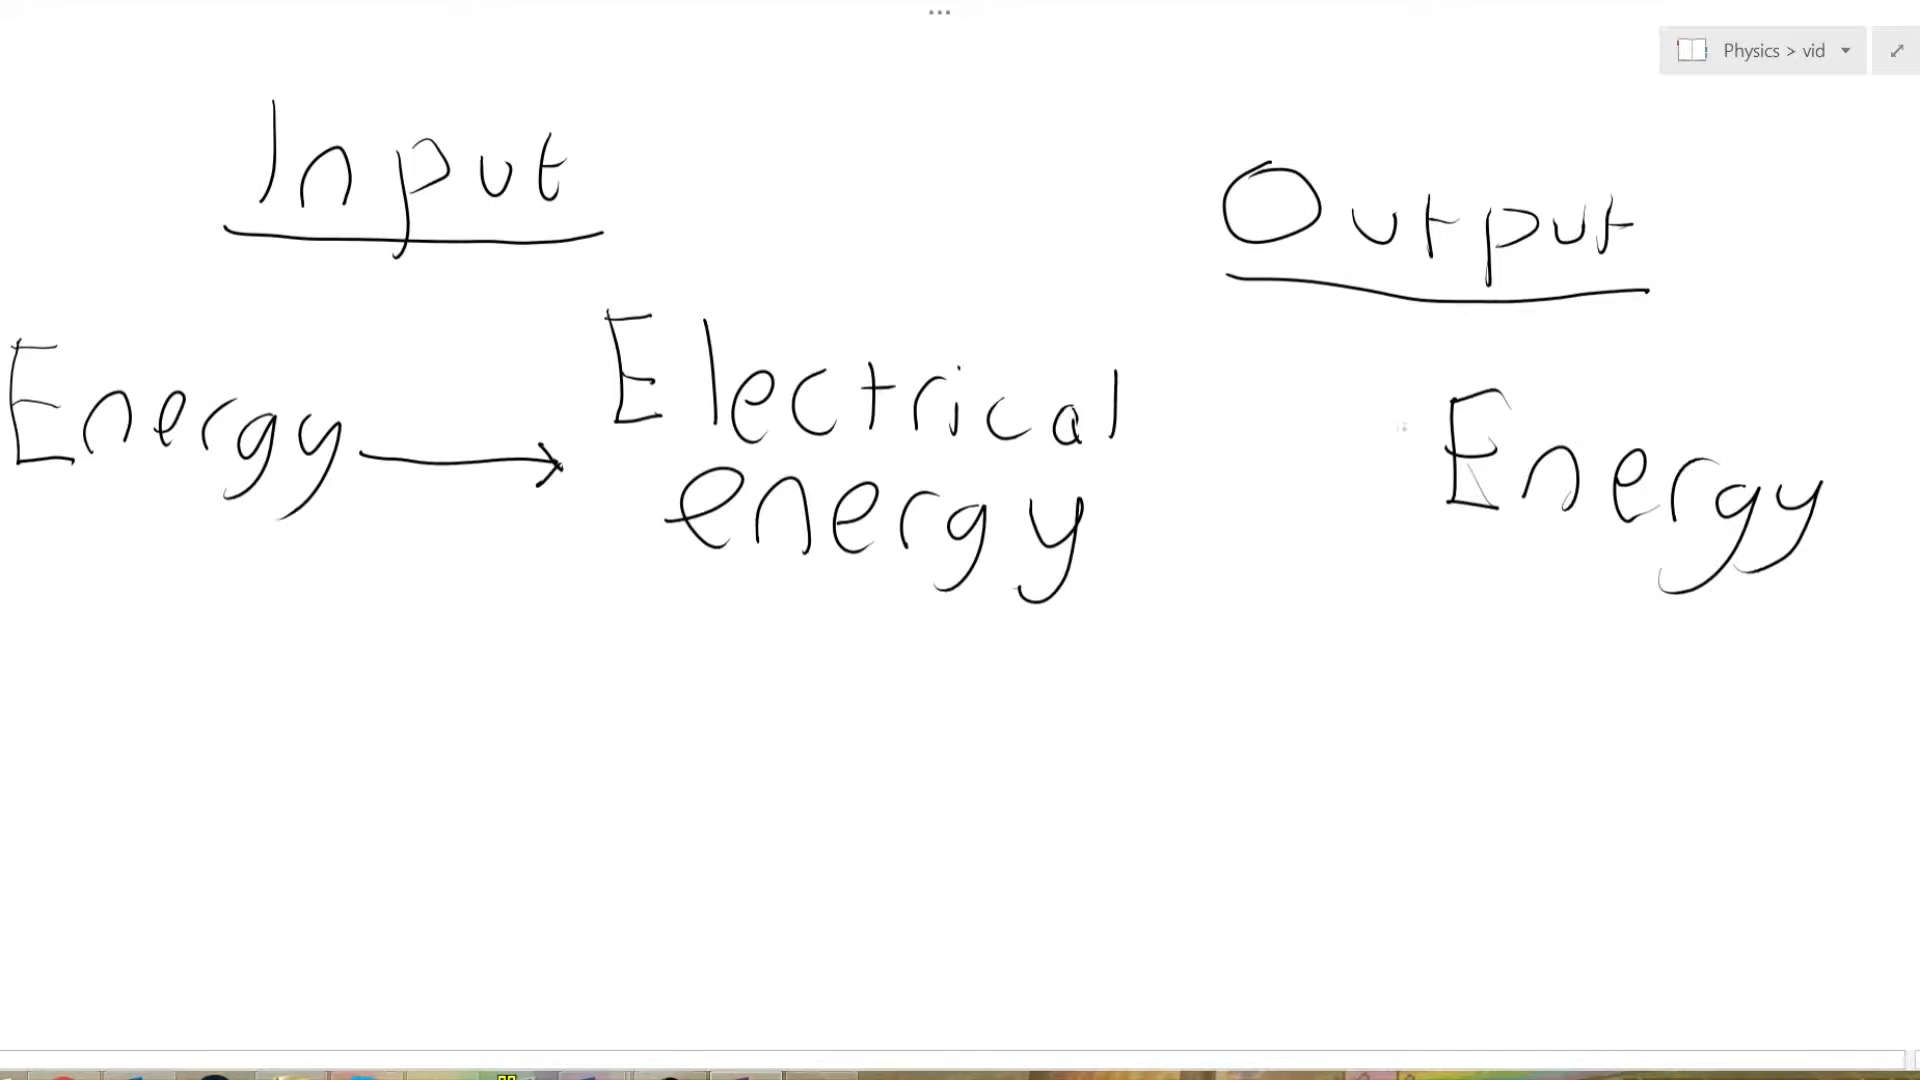 Physics > vid
Input
Output
Energy → Electrical energy
Energy